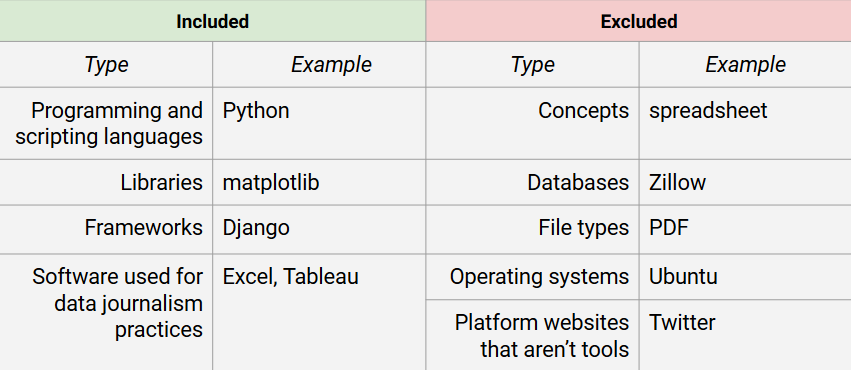 Included Excluded
Type Example Type Example
Programming and scripting languages Python Concepts spreadsheet
Libraries matplotlib Databases Zillow
Frameworks Django File types PDF
Software used for data journalism practices Excel, Tableau Operating systems Ubuntu
Platform websites that aren’t tools Twitter